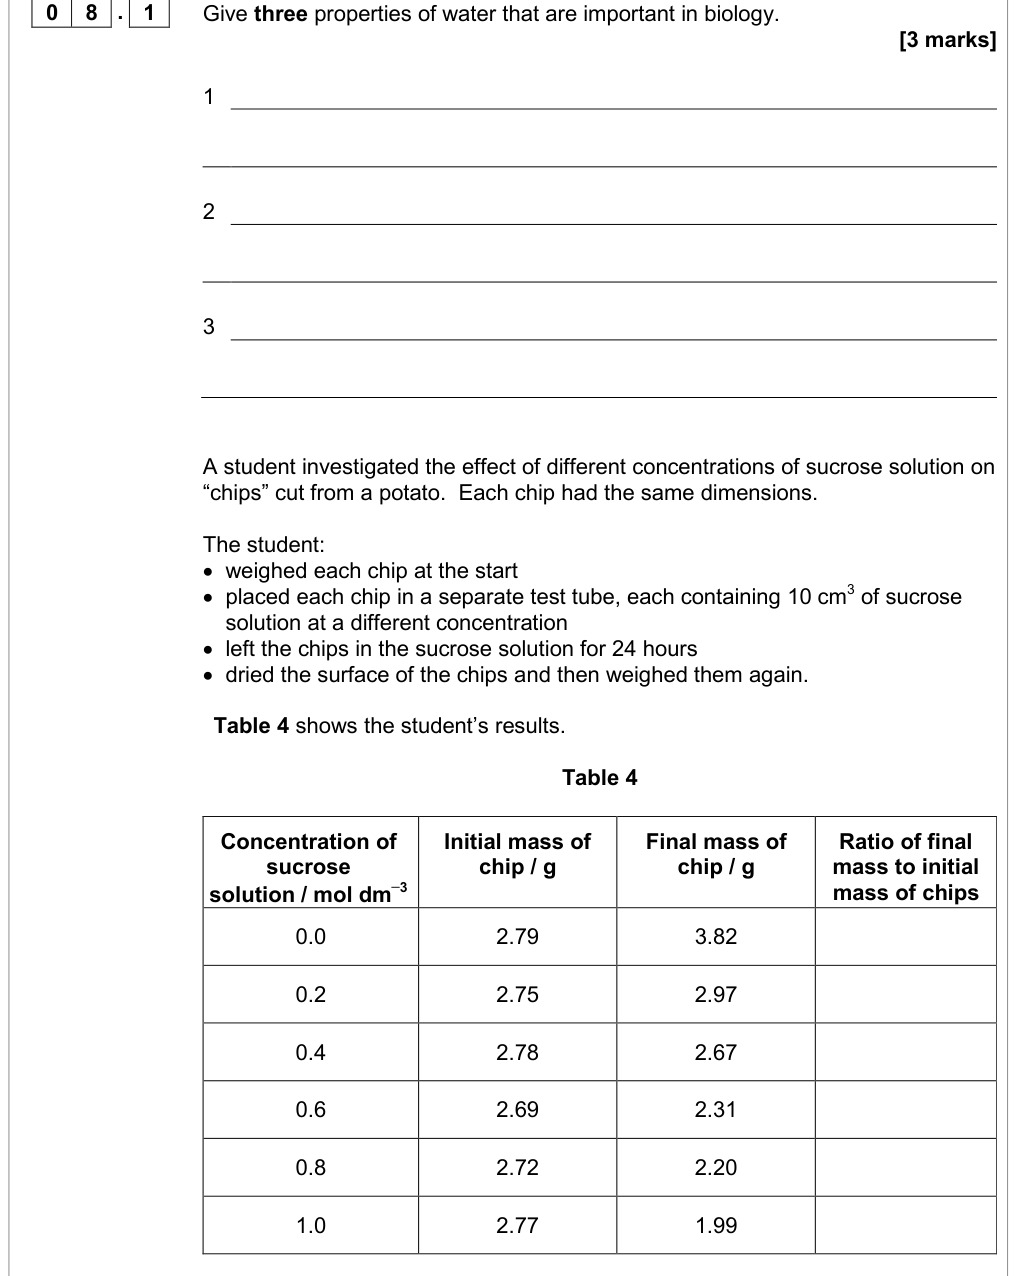 0 8 . 1 Give three properties of water that are important in biology.
[3 marks]
1
2
3
A student investigated the effect of different concentrations of sucrose solution on
“chips” cut from a potato.  Each chip had the same dimensions.
The student:
• weighed each chip at the start
• placed each chip in a separate test tube, each containing 10 cm³ of sucrose
solution at a different concentration
• left the chips in the sucrose solution for 24 hours
• dried the surface of the chips and then weighed them again.
Table 4 shows the student’s results.
Table 4
Concentration of sucrose solution / mol dm⁻³ Initial mass of chip / g Final mass of chip / g Ratio of final mass to initial mass of chips
0.0 2.79 3.82
0.2 2.75 2.97
0.4 2.78 2.67
0.6 2.69 2.31
0.8 2.72 2.20
1.0 2.77 1.99